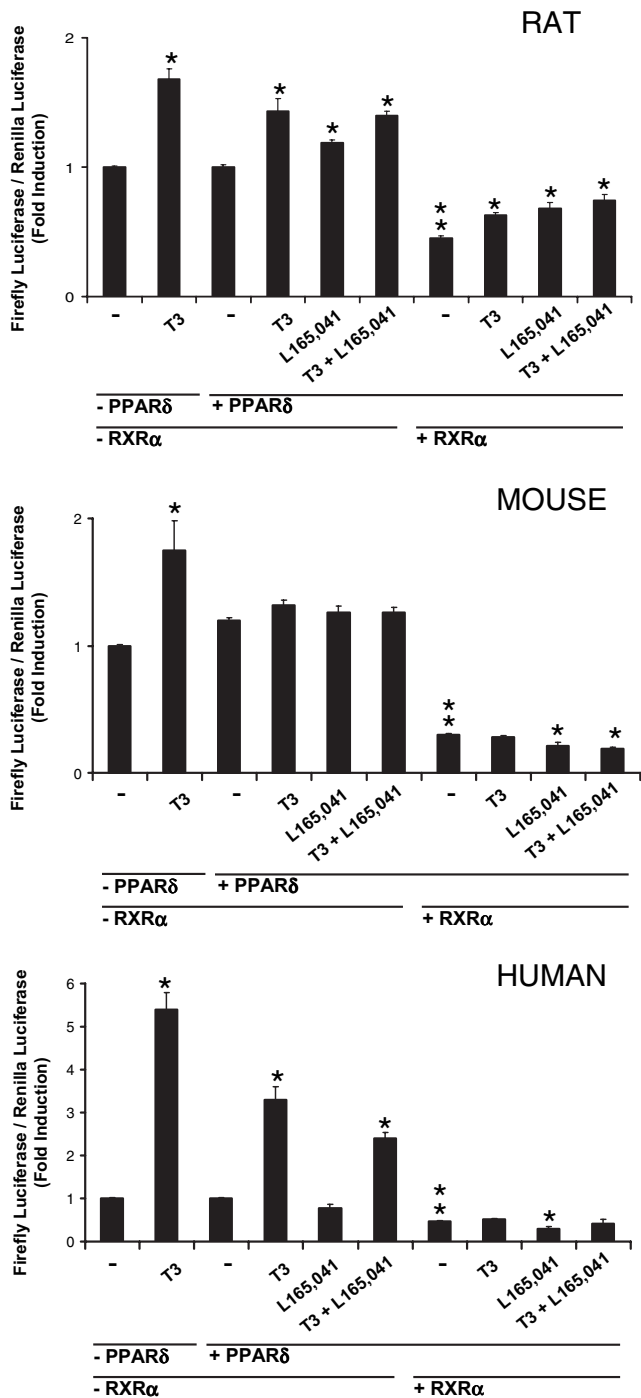 RAT
Firefly Luciferase / Renilla Luciferase
(Fold Induction)
2
1
0
* * * * * * * * *
*
- T3 - T3 L165,041 T3 + L165,041 - T3 L165,041 T3 + L165,041
- PPARδ + PPARδ
- RXRα + RXRα
MOUSE
Firefly Luciferase / Renilla Luciferase
(Fold Induction)
2
1
0
* * * *
*
- T3 - T3 L165,041 T3 + L165,041 - T3 L165,041 T3 + L165,041
- PPARδ + PPARδ
- RXRα + RXRα
HUMAN
Firefly Luciferase / Renilla Luciferase
(Fold Induction)
6
5
4
3
2
1
0
* * * * *
*
- T3 - T3 L165,041 T3 + L165,041 - T3 L165,041 T3 + L165,041
- PPARδ + PPARδ
- RXRα + RXRα